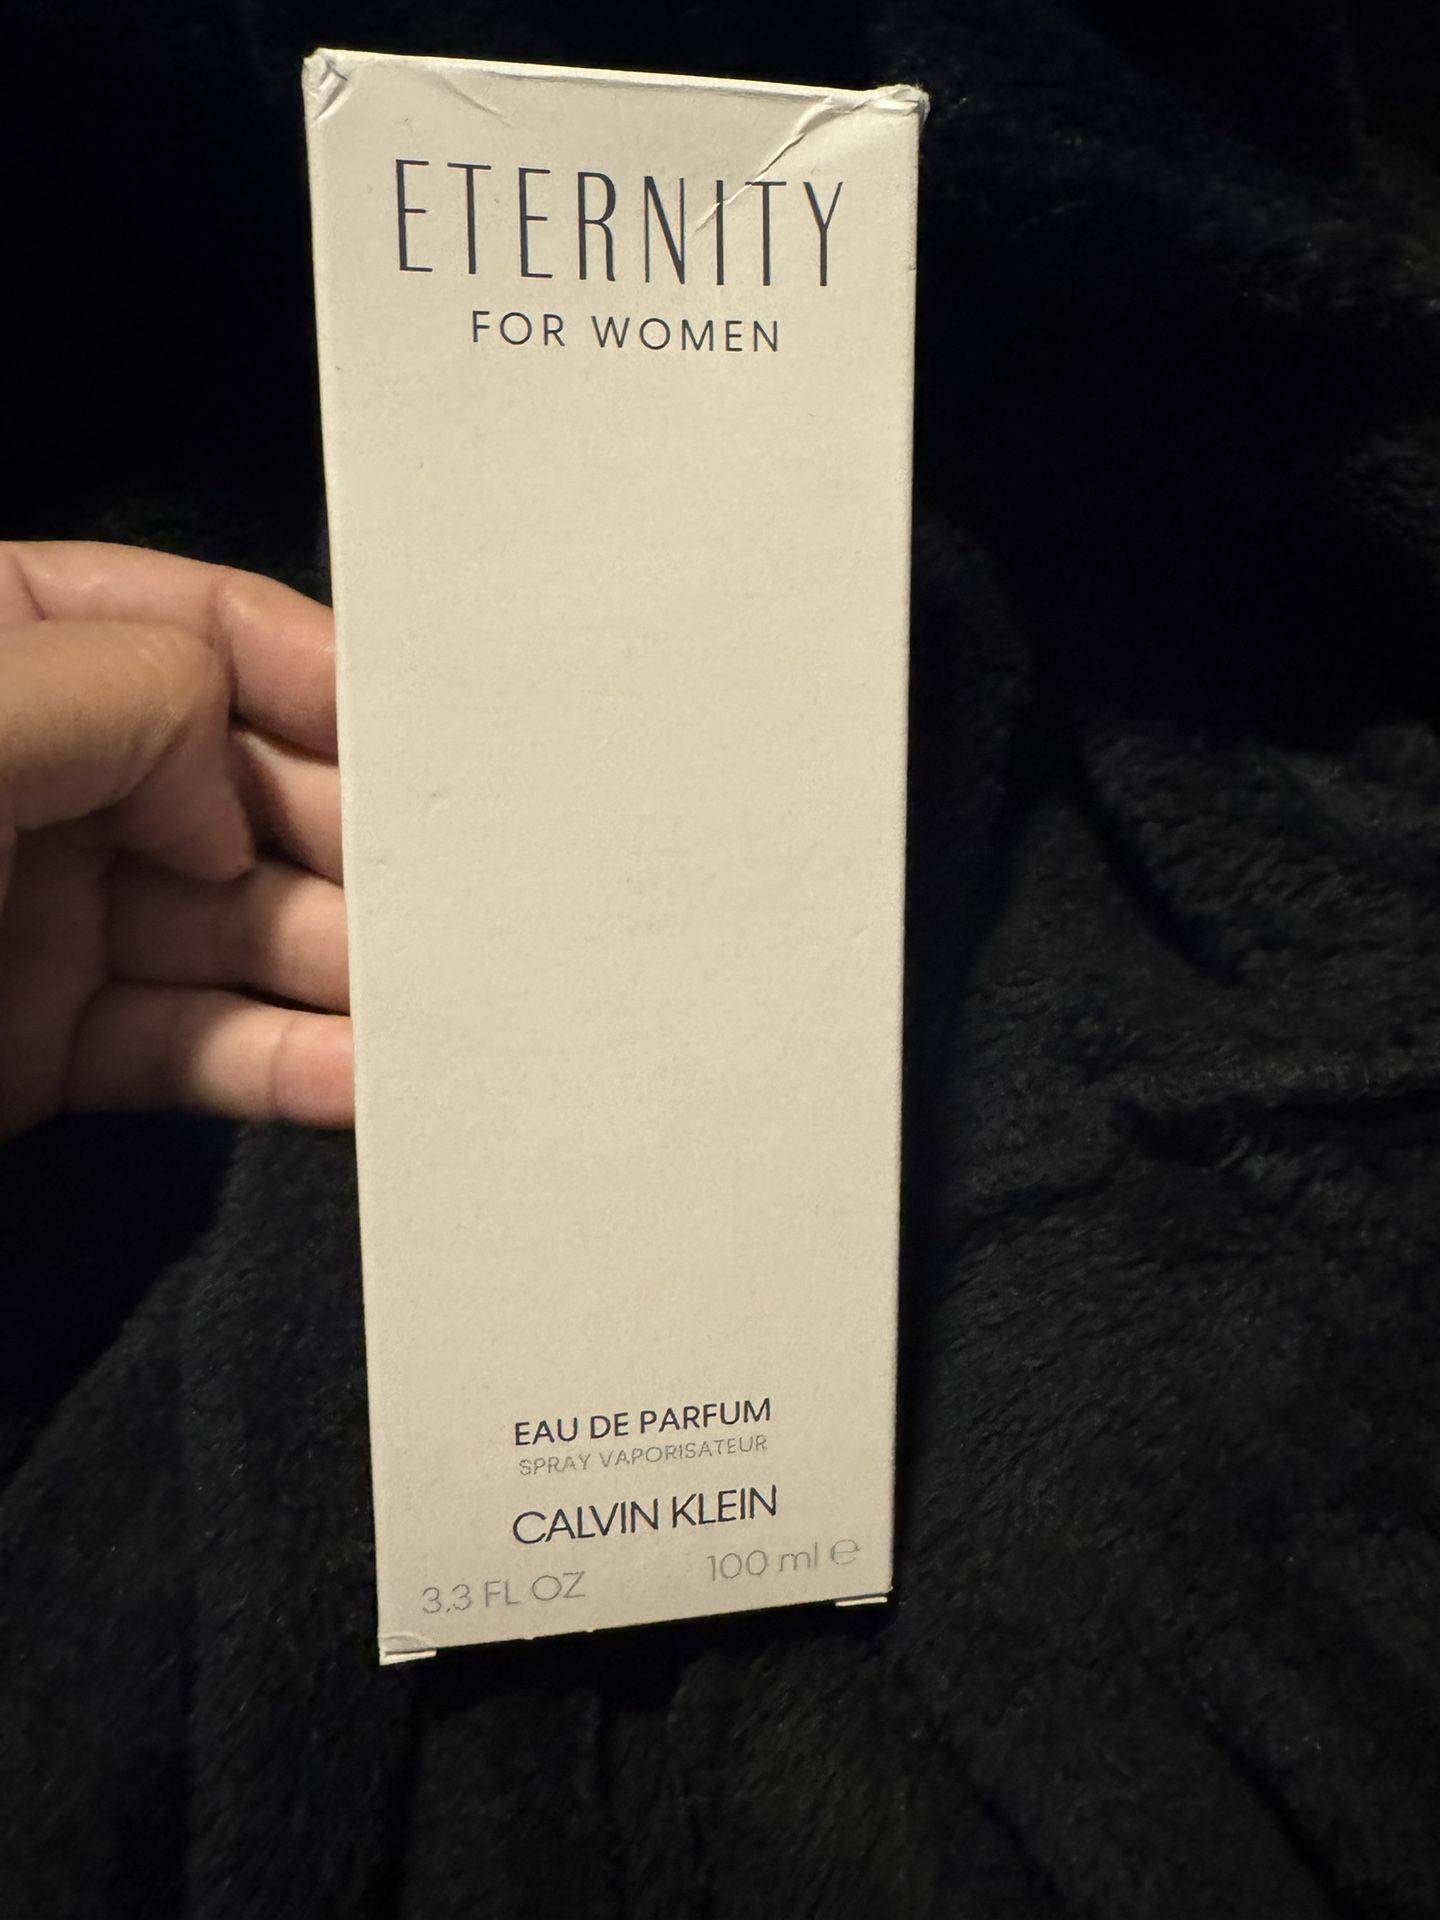 ETERNITY
FOR WOMEN
EAU DE PARFUM
SPRAY VAPORISATEUR
CALVIN KLEIN
3.3 FL OZ 100 ml ℮